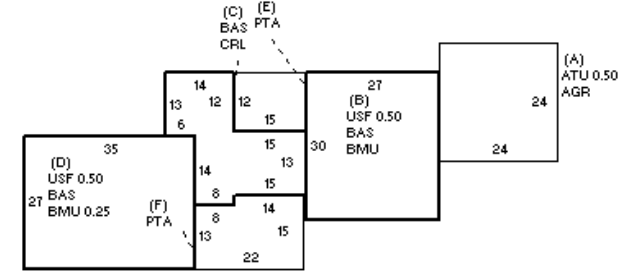 (C)
BAS
CRL
(E)
PTA
(A)
ATU 0.50
AGR
24
24
14
13
12
6
12
15
27
(B)
USF 0.50
BAS
BMU
30
15
13
15
14
8
35
(D)
USF 0.50
BAS
BMU 0.25
27
(F)
PTA
8
13
14
15
22